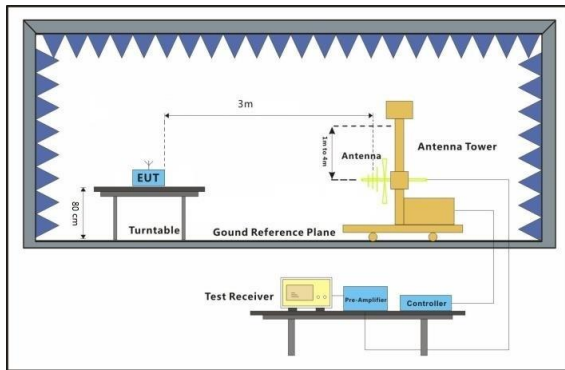 3m
1m to 4m
Antenna
Antenna Tower
EUT
80 cm
Turntable
Gound Reference Plane
Test Receiver
Pre-Amplifier
Controller